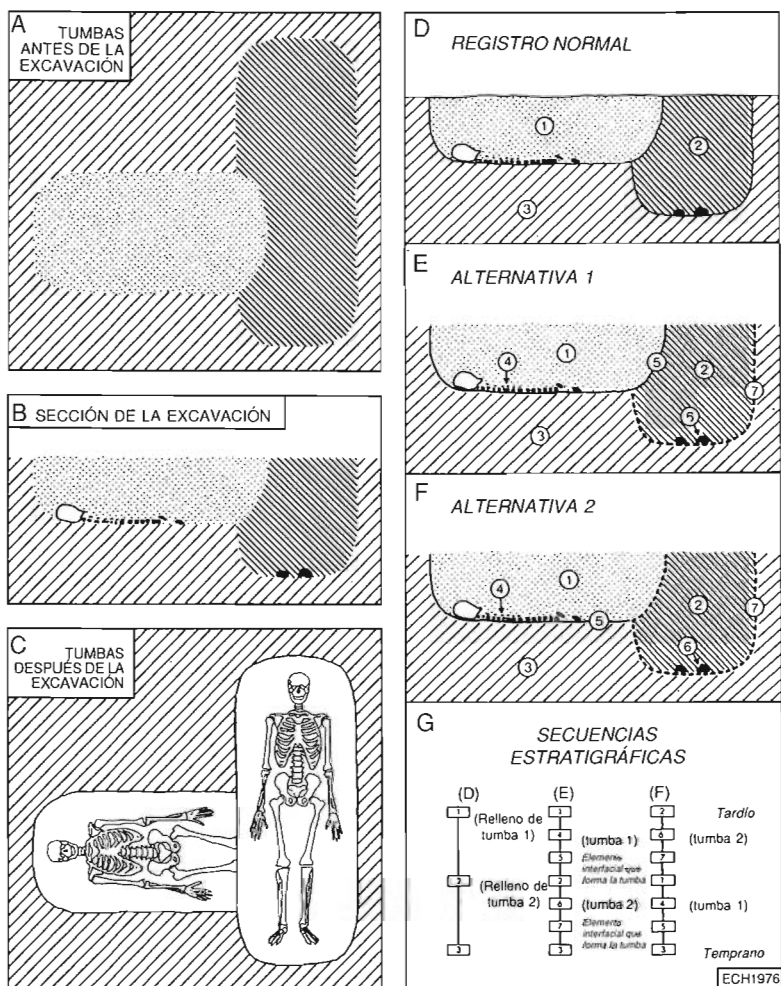 A
TUMBAS
ANTES DE LA
EXCAVACIÓN
B
SECCIÓN DE LA EXCAVACIÓN
C
TUMBAS
DESPUÉS DE LA
EXCAVACIÓN
D
REGISTRO NORMAL
1
2
3
E
ALTERNATIVA 1
4
1
5
2
7
5
3
F
ALTERNATIVA 2
4
1
5
2
7
6
3
G
SECUENCIAS
ESTRATIGRÁFICAS
(D) (E) (F)
1 (Relleno de 1 2 Tardío
tumba 1) 4 (tumba 1) 6 (tumba 2)
5 Elemento 7
interfacial que
(Relleno de 2 forma la tumba 1
tumba 2) 6 (tumba 2) 4 (tumba 1)
7 Elemento 5
interfacial que
3 3 forma la tumba 3 Temprano
ECH1976